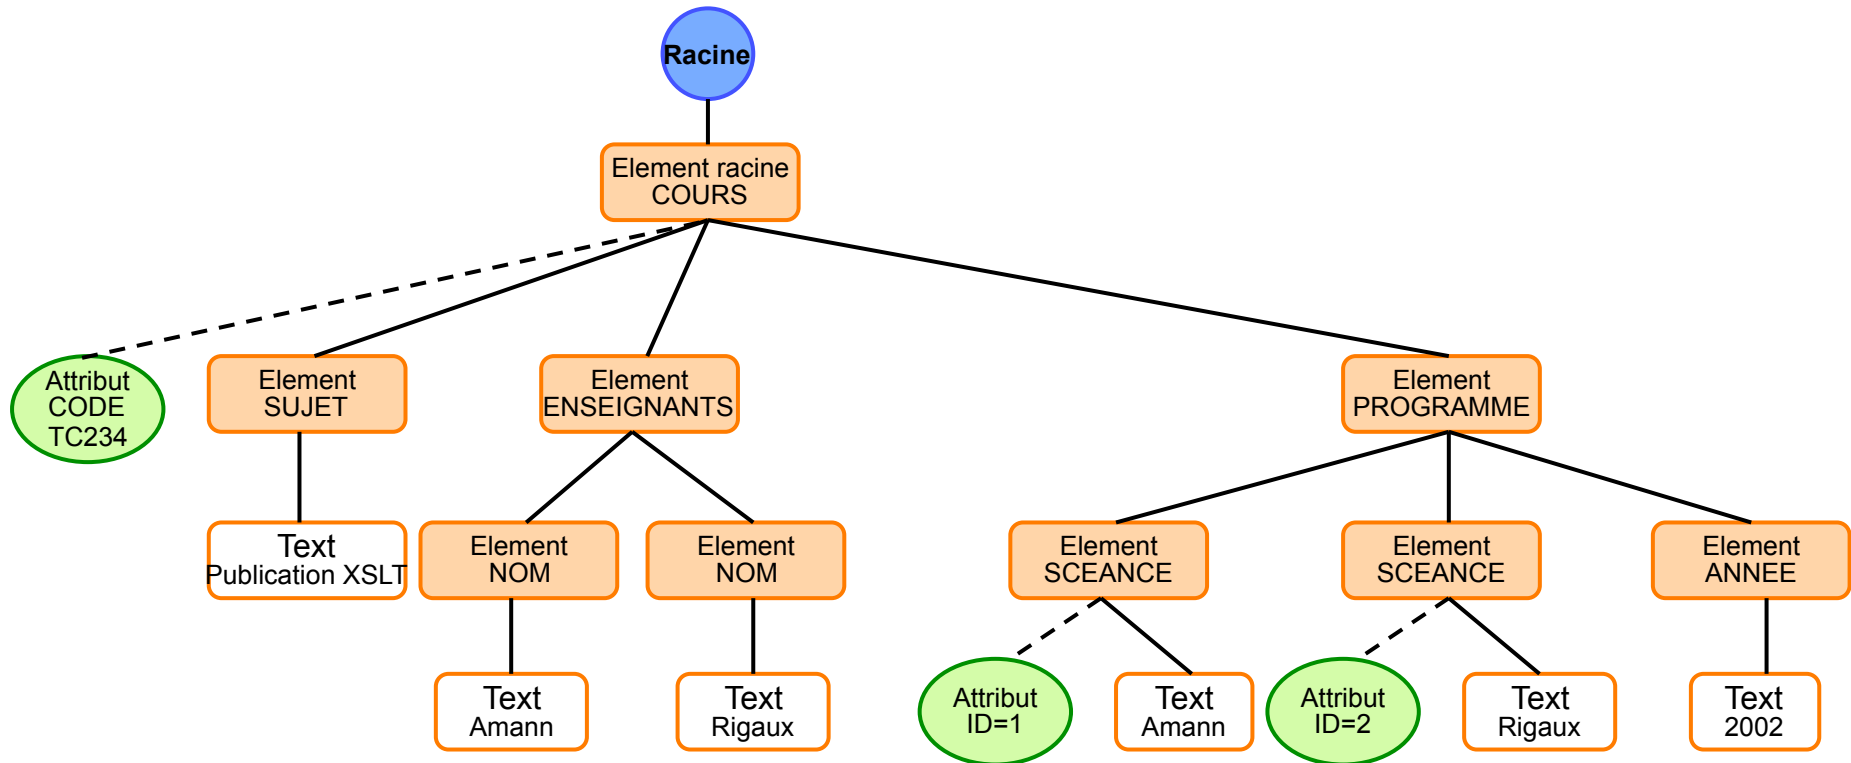 Racine
Element racine
COURS
Attribut
CODE
TC234
Element
SUJET
Element
ENSEIGNANTS
Element
PROGRAMME
Text
Publication XSLT
Element
NOM
Element
NOM
Element
SCEANCE
Element
SCEANCE
Element
ANNEE
Text
Amann
Text
Rigaux
Attribut
ID=1
Text
Amann
Attribut
ID=2
Text
Rigaux
Text
2002